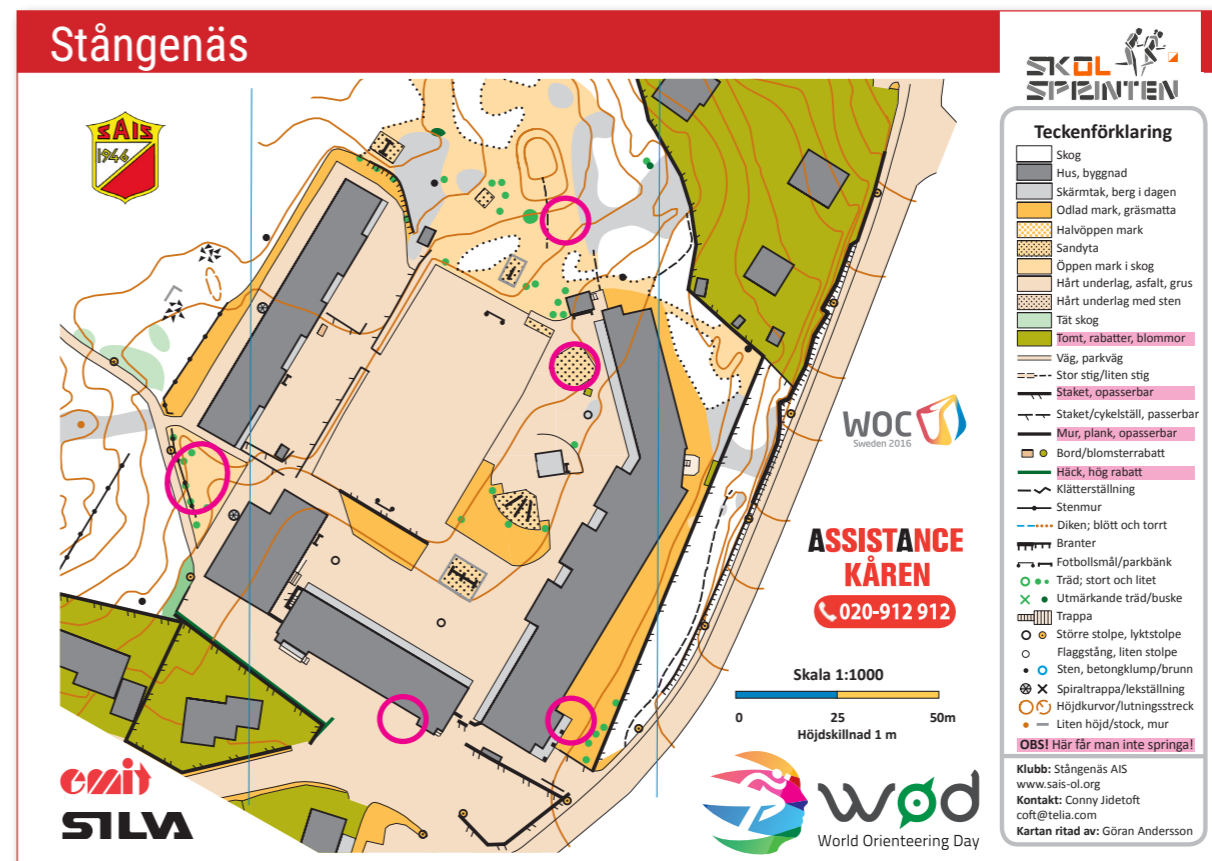 Stångenäs
SAIS
1946
SKOL
SPRINTEN
Teckenförklaring
Skog
Hus, byggnad
Skärmtak, berg i dagen
Odlad mark, gräsmatta
Halvöppen mark
Sandyta
Öppen mark i skog
Hårt underlag, asfalt, grus
Hårt underlag med sten
Tät skog
Tomt, rabatter, blommor
Väg, parkväg
Stor stig/liten stig
Staket, opasserbar
Staket/cykelställ, passerbar
Mur, plank, opasserbar
Bord/blomsterrabatt
Häck, hög rabatt
Klätterställning
Stenmur
Diken; blött och torrt
Branter
Fotbollsmål/parkbänk
Träd; stort och litet
Utmärkande träd/buske
Trappa
Större stolpe, lyktstolpe
Flaggstång, liten stolpe
Sten, betongklump/brunn
Spiraltrappa/lekställning
Höjdkurvor/lutningsstreck
Liten höjd/stock, mur
OBS! Här får man inte springa!
Klubb: Stångenäs AIS
www.sais-ol.org
Kontakt: Conny Jidetoft
coft@telia.com
Kartan ritad av: Göran Andersson
WOC
Sweden 2016
ASSISTANCE
KÅREN
020-912 912
Skala 1:1000
0 25 50m
Höjdskillnad 1 m
emit
SILVA
wod
World Orienteering Day